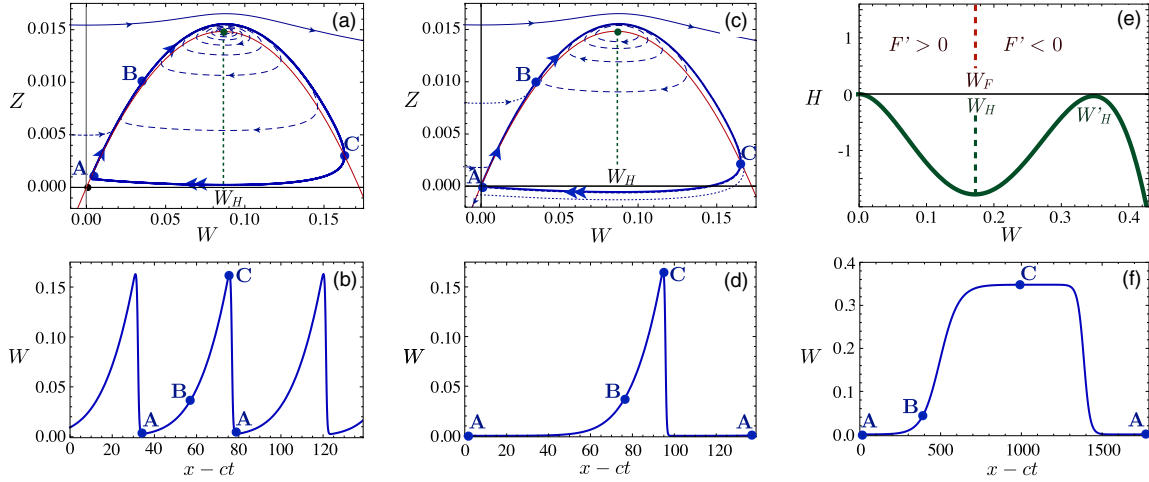 (a)
0.015
0.010
Z
0.005
0.000
A
B
C
W_H
0.00 0.05 0.10 0.15
W
(c)
0.015
0.010
Z
0.005
0.000
A
B
C
W_H
0.00 0.05 0.10 0.15
W
(e)
1
0
-1
H
F' > 0
F' < 0
W_F
W_H
W'_H
0.0 0.1 0.2 0.3 0.4
W
(b)
0.15
0.10
0.05
0.00
W
A
B
C
A
0 20 40 60 80 100 120
x − ct
(d)
0.15
0.10
0.05
0.00
W
A
B
C
A
0 20 40 60 80 100 120
x − ct
(f)
0.4
0.3
0.2
0.1
0.0
W
A
B
C
A
0 500 1000 1500
x − ct